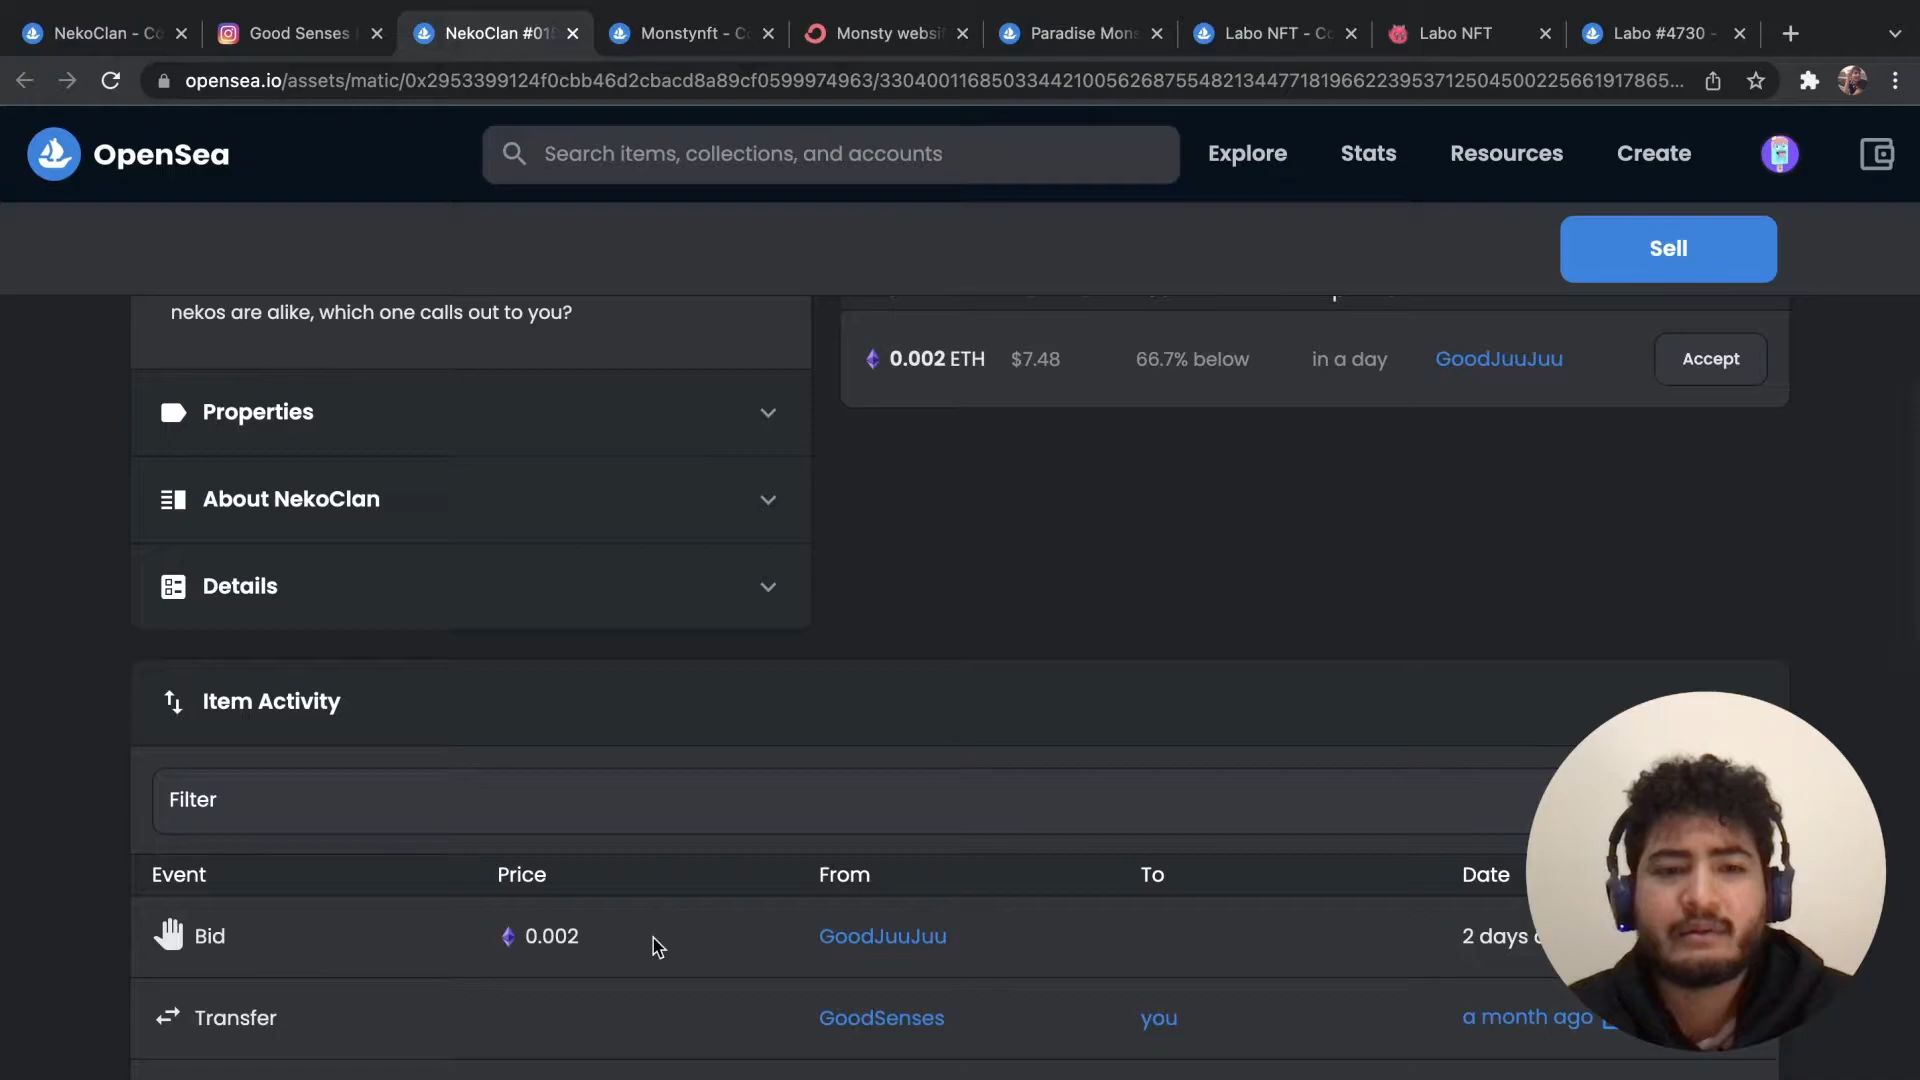 NekoClan - Co
Good Senses
NekoClan #015
Monstynft - C
Monsty websi
Paradise Mons
Labo NFT - Co
Labo NFT
Labo #4730 -
opensea.io/assets/matic/0x2953399124f0cbb46d2cbacd8a89cf0599974963/3304001168503344210056268755482134477181966223953712504500225661917865...
OpenSea
Search items, collections, and accounts
Explore
Stats
Resources
Create
Sell
nekos are alike, which one calls out to you?
0.002 ETH $7.48 66.7% below in a day GoodJuuJuu Accept
Properties
About NekoClan
Details
Item Activity
Filter
Event Price From To Date
Bid 0.002 GoodJuuJuu 2 days
Transfer GoodSenses you a month ago